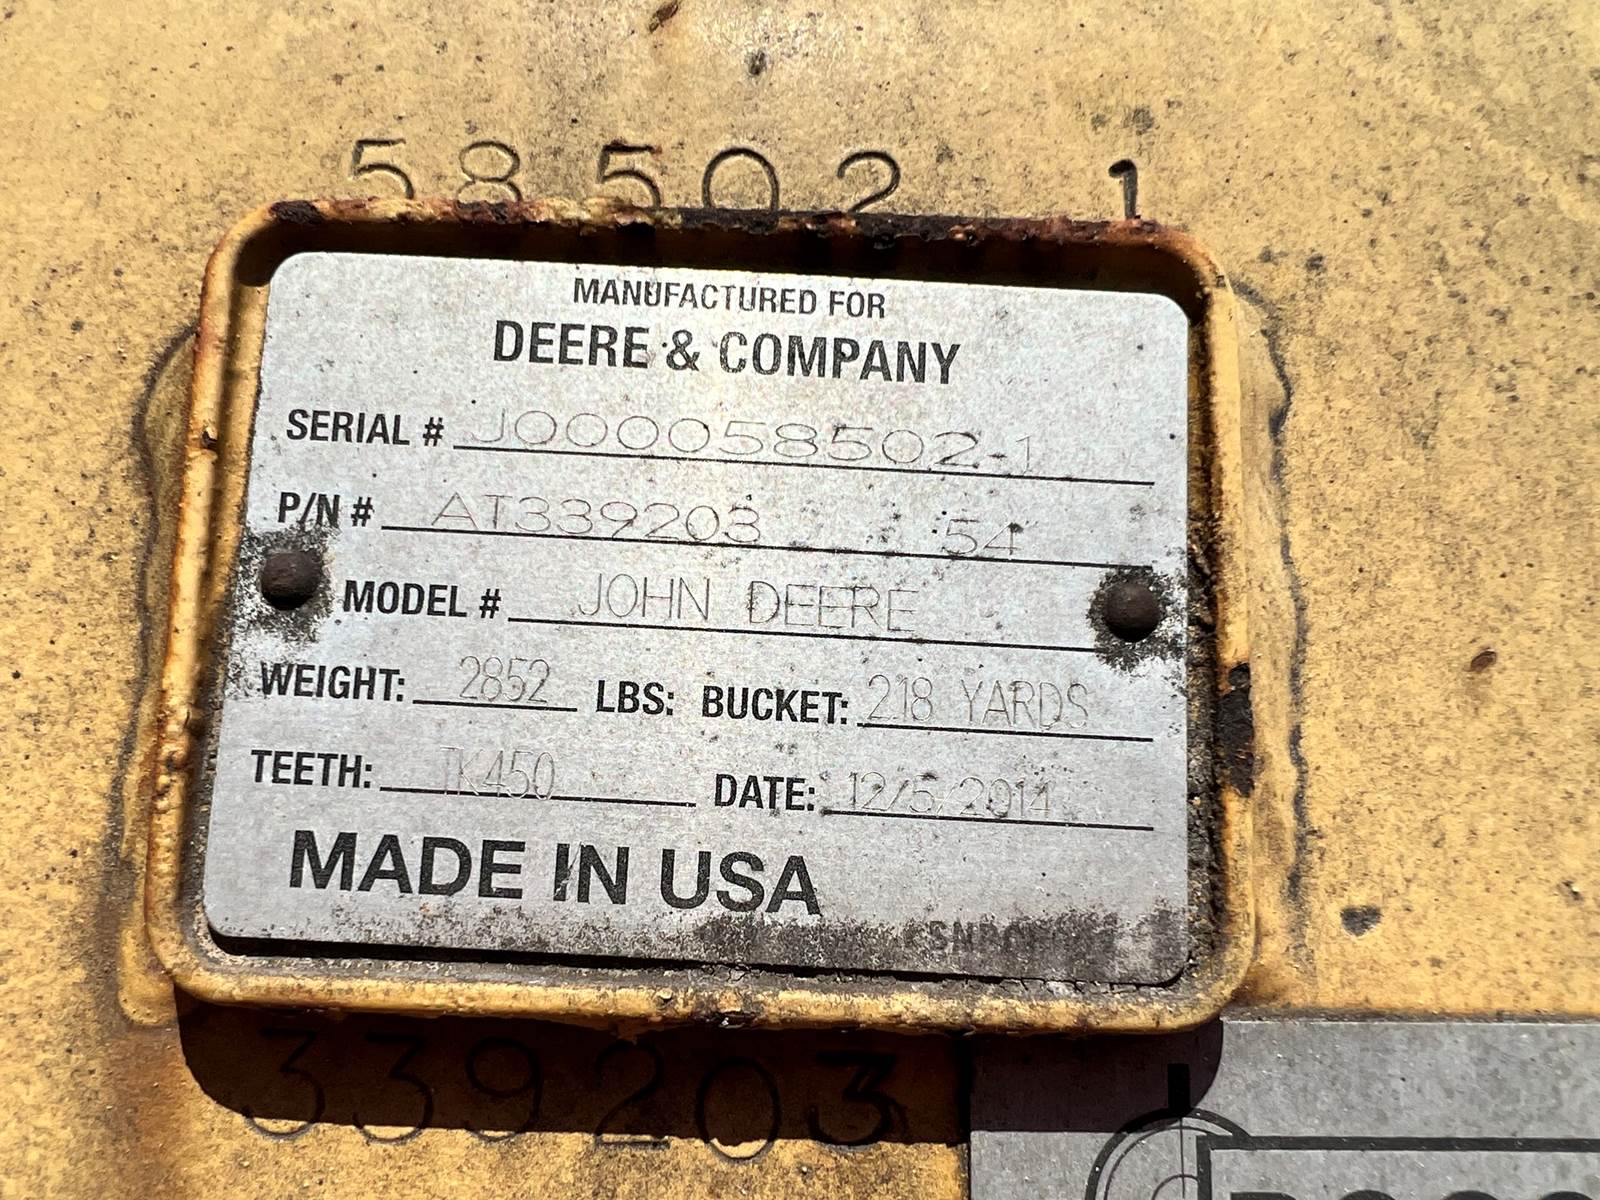 58502 1
MANUFACTURED FOR
DEERE & COMPANY
SERIAL # J000058502-1
P/N # AT339203 54
MODEL # JOHN DEERE
WEIGHT: 2852 LBS: BUCKET: 218 YARDS
TEETH: TK450 DATE: 12/5/2014
MADE IN USA
339203